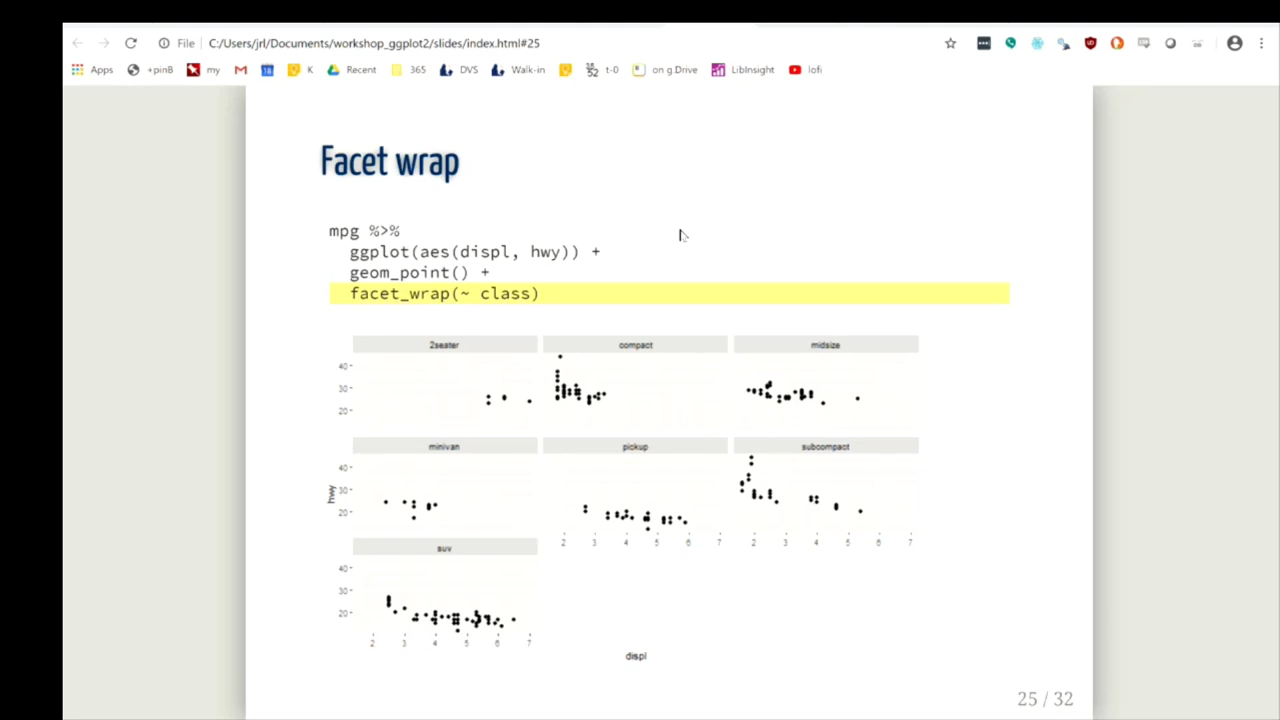 File C:/Users/jrl/Documents/workshop_ggplot2/slides/index.html#25
Apps +pinB my 18 K Recent 365 DVS Walk-in t-0 on g.Drive LibInsight lofi
Facet wrap
mpg %>%
ggplot(aes(displ, hwy)) +
geom_point() +
facet_wrap(~ class)
2seater compact midsize
40
30
20
minivan pickup subcompact
40
30
20
hwy
2 3 4 5 6 7 2 3 4 5 6 7
suv
40
30
20
2 3 4 5 6 7
displ
25 / 32